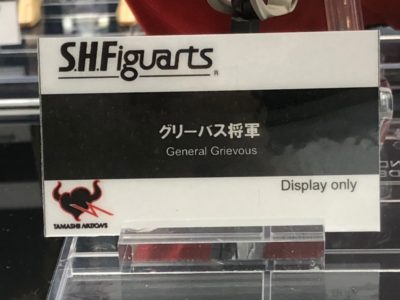 S.H.Figuarts
®
グリーバス将軍
General Grievous
Display only
TAMASHII NATIONS